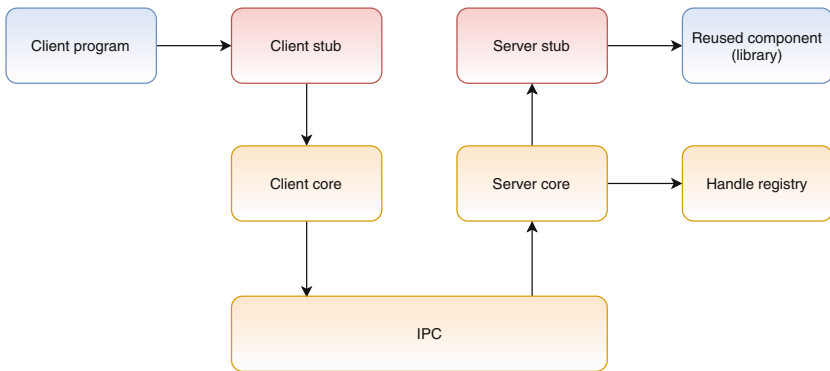 Client program
Client stub
Server stub
Reused component
(library)
Client core
Server core
Handle registry
IPC